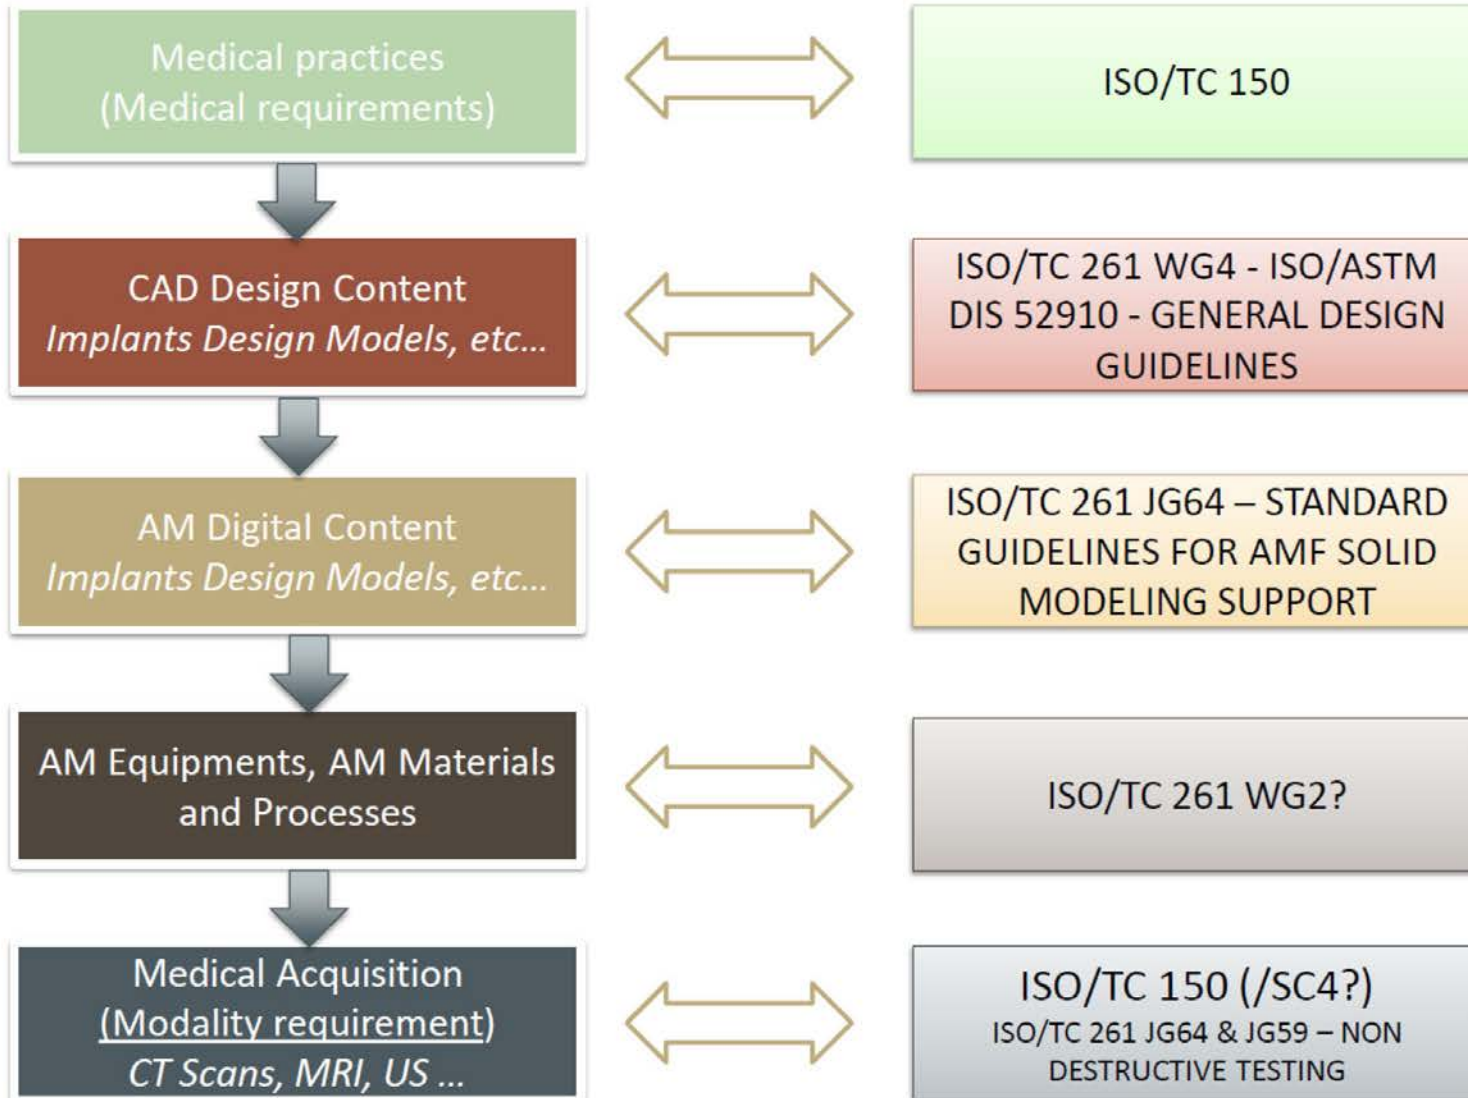 Medical practices
(Medical requirements)
ISO/TC 150
CAD Design Content
Implants Design Models, etc...
ISO/TC 261 WG4 - ISO/ASTM
DIS 52910 - GENERAL DESIGN
GUIDELINES
AM Digital Content
Implants Design Models, etc...
ISO/TC 261 JG64 – STANDARD
GUIDELINES FOR AMF SOLID
MODELING SUPPORT
AM Equipments, AM Materials
and Processes
ISO/TC 261 WG2?
Medical Acquisition
(Modality requirement)
CT Scans, MRI, US ...
ISO/TC 150 (/SC4?)
ISO/TC 261 JG64 & JG59 – NON
DESTRUCTIVE TESTING